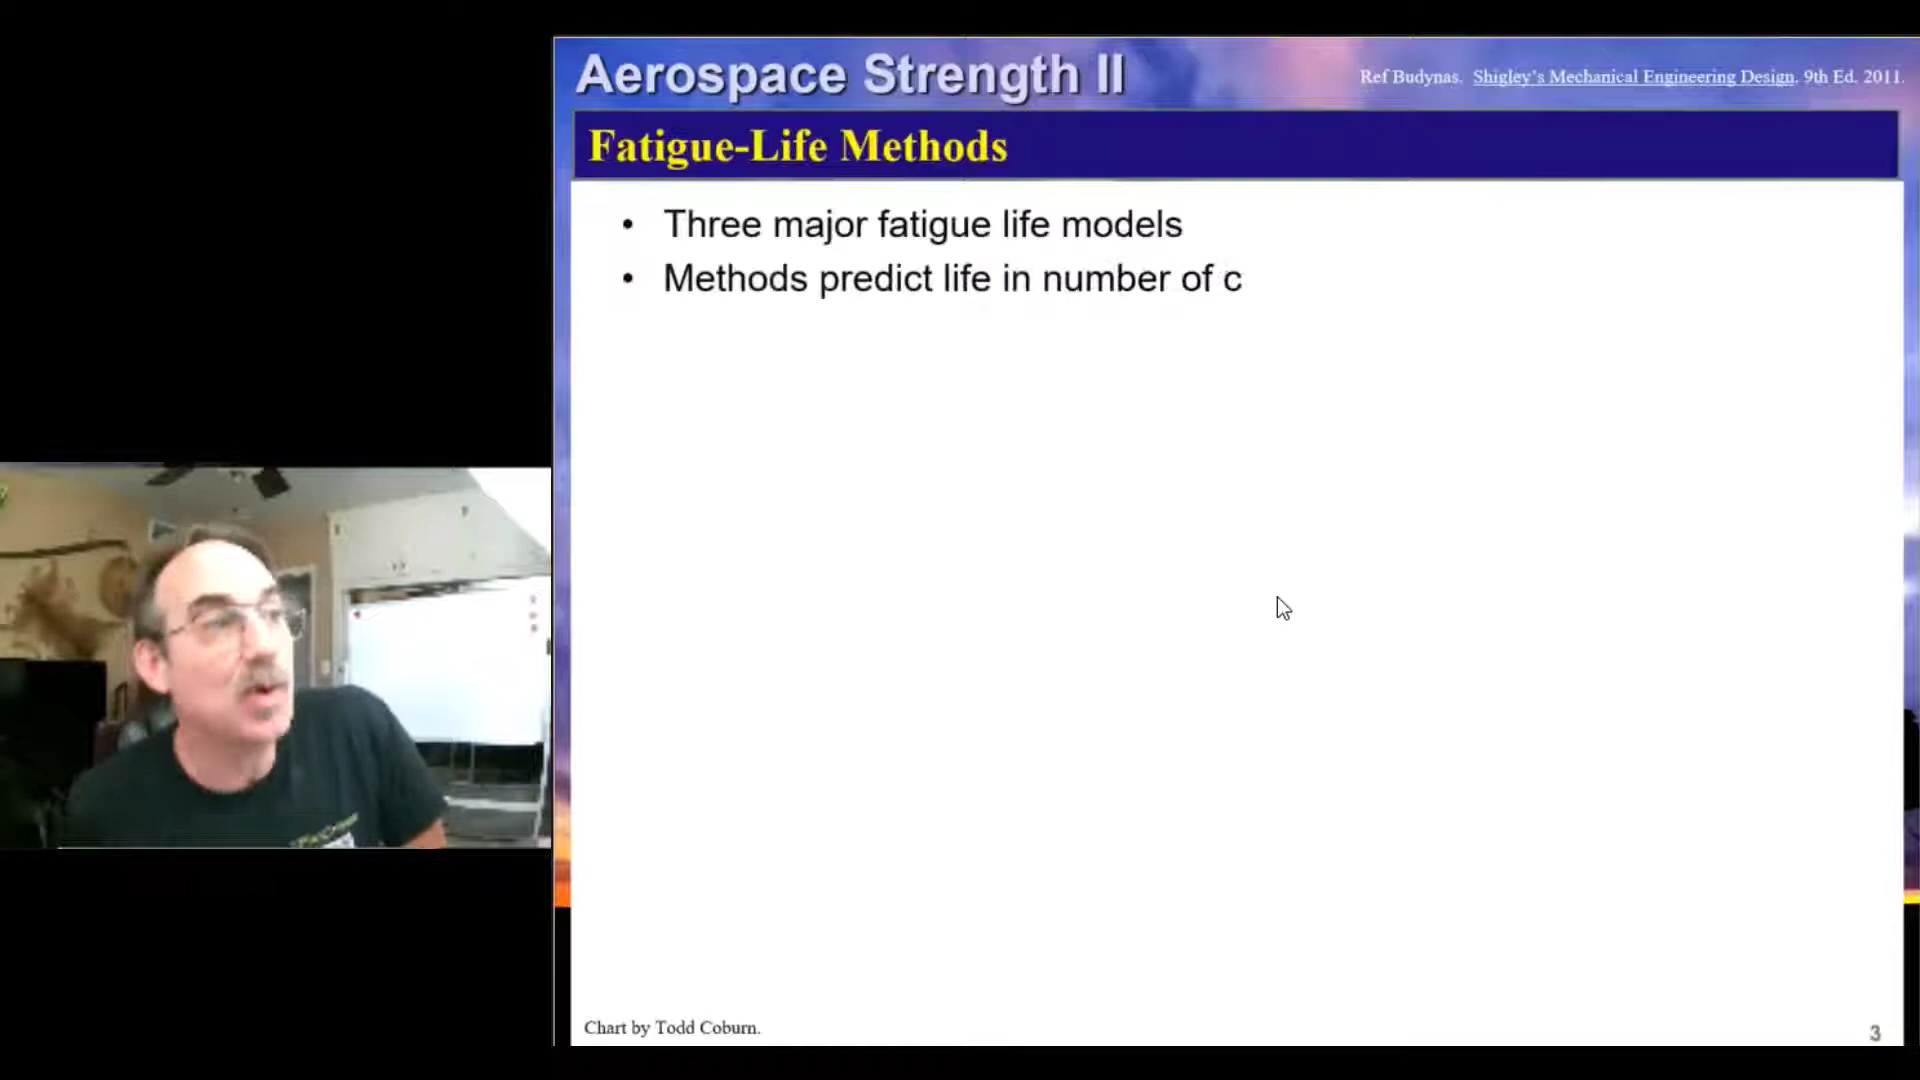 Aerospace Strength II
Ref Budynas. Shigley's Mechanical Engineering Design. 9th Ed. 2011.
Fatigue-Life Methods
• Three major fatigue life models
• Methods predict life in number of c
Chart by Todd Coburn.
3